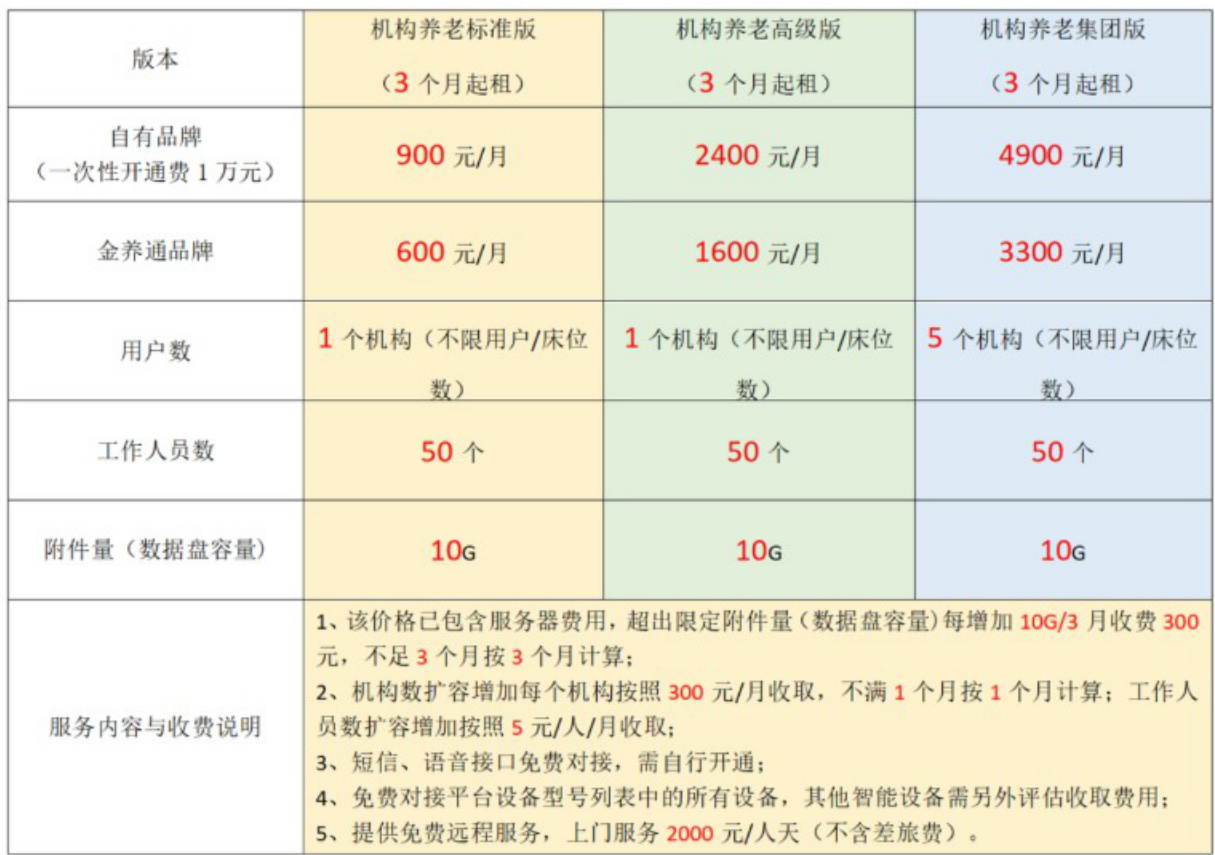 版本
机构养老标准版
（3 个月起租）
机构养老高级版
（3 个月起租）
机构养老集团版
（3 个月起租）
自有品牌
（一次性开通费 1 万元）
900 元/月
2400 元/月
4900 元/月
金养通品牌
600 元/月
1600 元/月
3300 元/月
用户数
1 个机构（不限用户/床位
数）
1 个机构（不限用户/床位
数）
5 个机构（不限用户/床位
数）
工作人员数
50 个
50 个
50 个
附件量（数据盘容量)
10G
10G
10G
服务内容与收费说明
1、该价格已包含服务器费用，超出限定附件量（数据盘容量)每增加 10G/3 月收费 300
元，不足 3 个月按 3 个月计算；
2、机构数扩容增加每个机构按照 300 元/月收取，不满 1 个月按 1 个月计算；工作人
员数扩容增加按照 5 元/人/月收取；
3、短信、语音接口免费对接，需自行开通；
4、免费对接平台设备型号列表中的所有设备，其他智能设备需另外评估收取费用；
5、提供免费远程服务，上门服务 2000 元/人天（不含差旅费）。